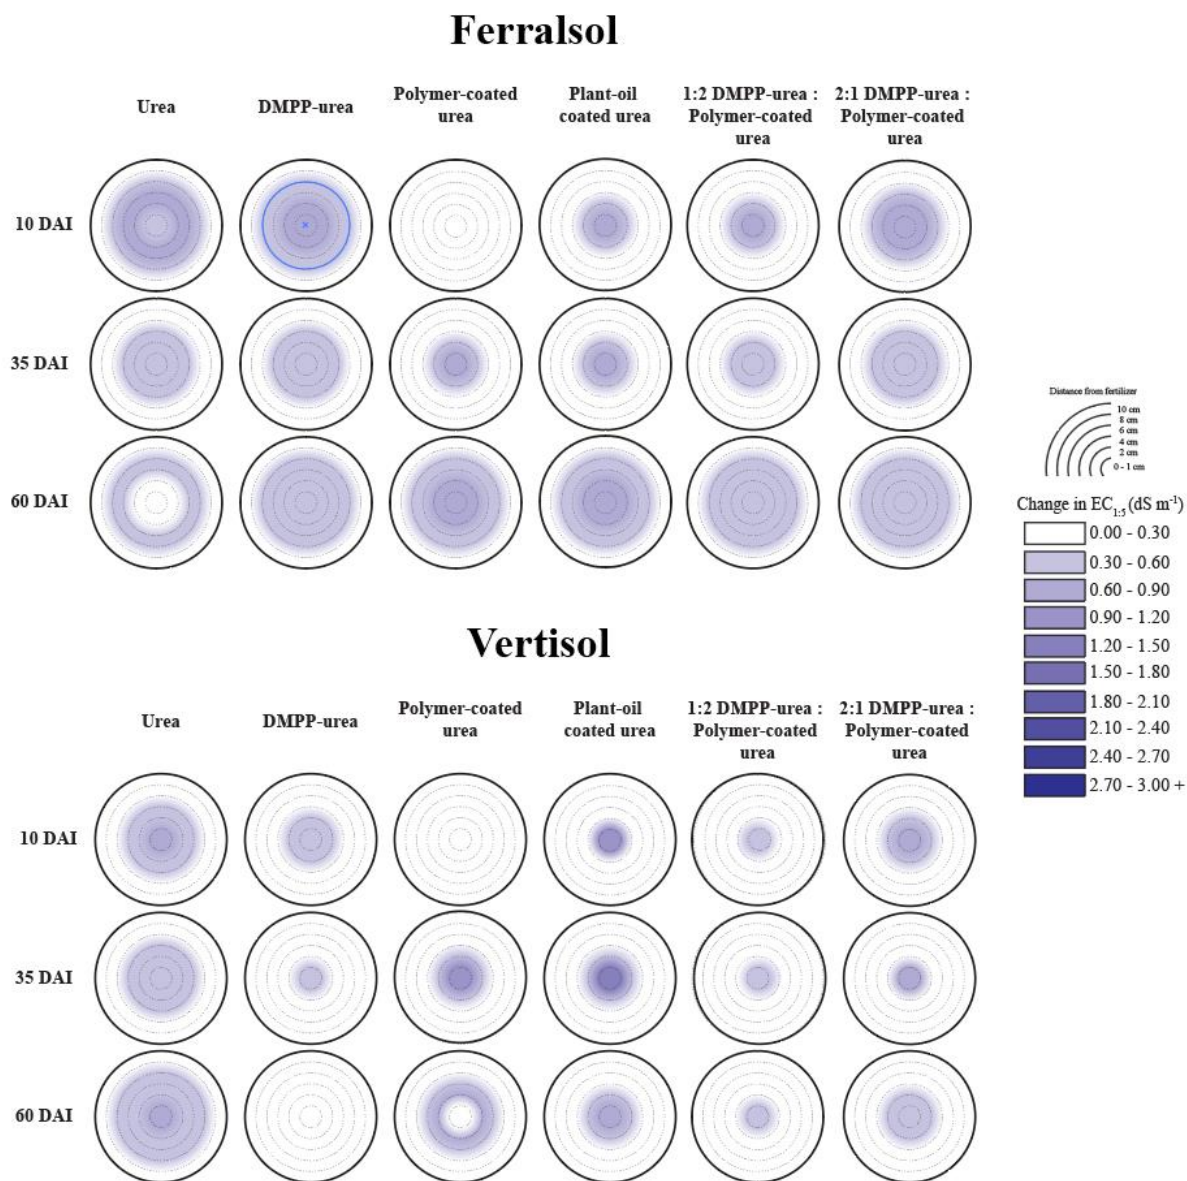 Ferralsol
Urea
DMPP-urea
Polymer-coated
urea
Plant-oil
coated urea
1:2 DMPP-urea :
Polymer-coated
urea
2:1 DMPP-urea :
Polymer-coated
urea
10 DAI
35 DAI
60 DAI
Distance from fertilizer
10 cm
8 cm
6 cm
4 cm
2 cm
0 - 1 cm
Change in EC1:5 (dS m-1)
0.00 - 0.30
0.30 - 0.60
0.60 - 0.90
0.90 - 1.20
1.20 - 1.50
1.50 - 1.80
1.80 - 2.10
2.10 - 2.40
2.40 - 2.70
2.70 - 3.00 +
Vertisol
Urea
DMPP-urea
Polymer-coated
urea
Plant-oil
coated urea
1:2 DMPP-urea :
Polymer-coated
urea
2:1 DMPP-urea :
Polymer-coated
urea
10 DAI
35 DAI
60 DAI